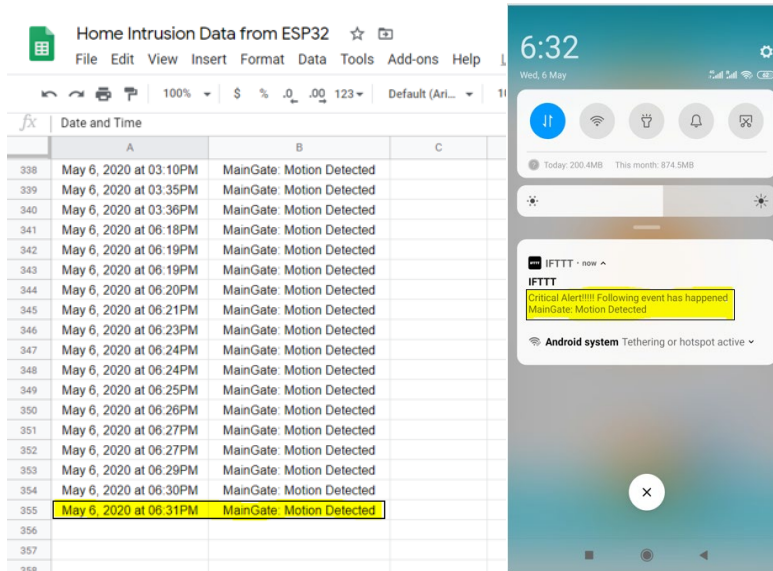 Home Intrusion Data from ESP32
File Edit View Insert Format Data Tools Add-ons Help
100% $ % .0 .00 123 Default (Ari...
fx Date and Time
A B C
338 May 6, 2020 at 03:10PM MainGate: Motion Detected
339 May 6, 2020 at 03:35PM MainGate: Motion Detected
340 May 6, 2020 at 03:36PM MainGate: Motion Detected
341 May 6, 2020 at 06:18PM MainGate: Motion Detected
342 May 6, 2020 at 06:19PM MainGate: Motion Detected
343 May 6, 2020 at 06:19PM MainGate: Motion Detected
344 May 6, 2020 at 06:20PM MainGate: Motion Detected
345 May 6, 2020 at 06:21PM MainGate: Motion Detected
346 May 6, 2020 at 06:23PM MainGate: Motion Detected
347 May 6, 2020 at 06:24PM MainGate: Motion Detected
348 May 6, 2020 at 06:24PM MainGate: Motion Detected
349 May 6, 2020 at 06:25PM MainGate: Motion Detected
350 May 6, 2020 at 06:26PM MainGate: Motion Detected
351 May 6, 2020 at 06:27PM MainGate: Motion Detected
352 May 6, 2020 at 06:27PM MainGate: Motion Detected
353 May 6, 2020 at 06:29PM MainGate: Motion Detected
354 May 6, 2020 at 06:30PM MainGate: Motion Detected
355 May 6, 2020 at 06:31PM MainGate: Motion Detected
356
357
358
6:32
Wed, 6 May
Today: 200.4MB This month: 874.5MB
IFTTT · now
IFTTT
Critical Alert!!!!! Following event has happened
MainGate: Motion Detected
Android system Tethering or hotspot active